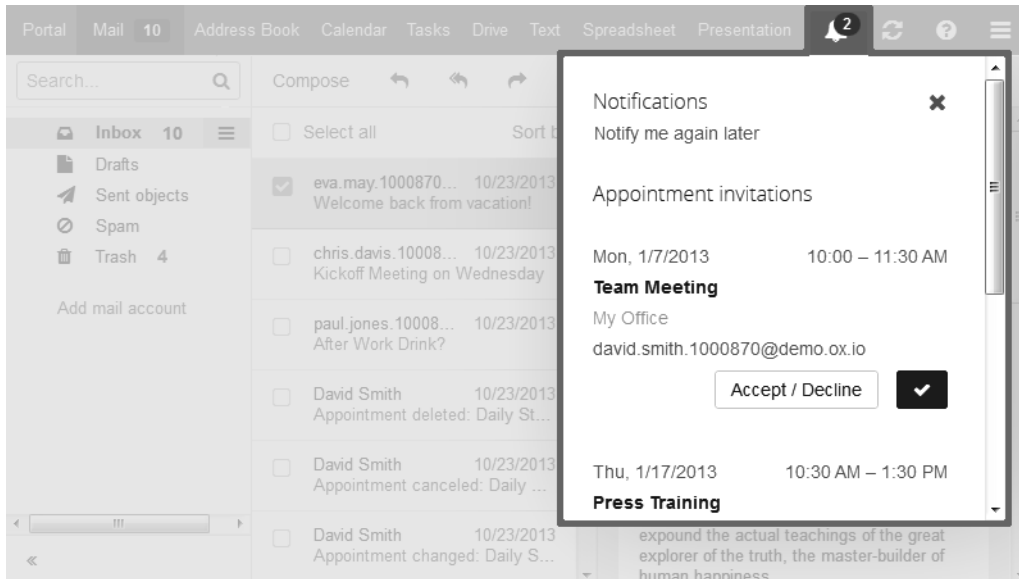 Portal Mail 10 Address Book Calendar Tasks Drive Text Spreadsheet Presentation 2
Search...
Inbox 10
Drafts
Sent objects
Spam
Trash 4
Add mail account
Compose
Select all Sort b
eva.may.1000870... 10/23/2013
Welcome back from vacation!
chris.davis.10008... 10/23/2013
Kickoff Meeting on Wednesday
paul.jones.10008... 10/23/2013
After Work Drink?
David Smith 10/23/2013
Appointment deleted: Daily St...
David Smith 10/23/2013
Appointment canceled: Daily ...
David Smith 10/23/2013
Appointment changed: Daily S...
Notifications
Notify me again later
Appointment invitations
Mon, 1/7/2013 10:00 – 11:30 AM
Team Meeting
My Office
david.smith.1000870@demo.ox.io
Accept / Decline
Thu, 1/17/2013 10:30 AM – 1:30 PM
Press Training
expound the actual teachings of the great
explorer of the truth, the master-builder of
human happiness